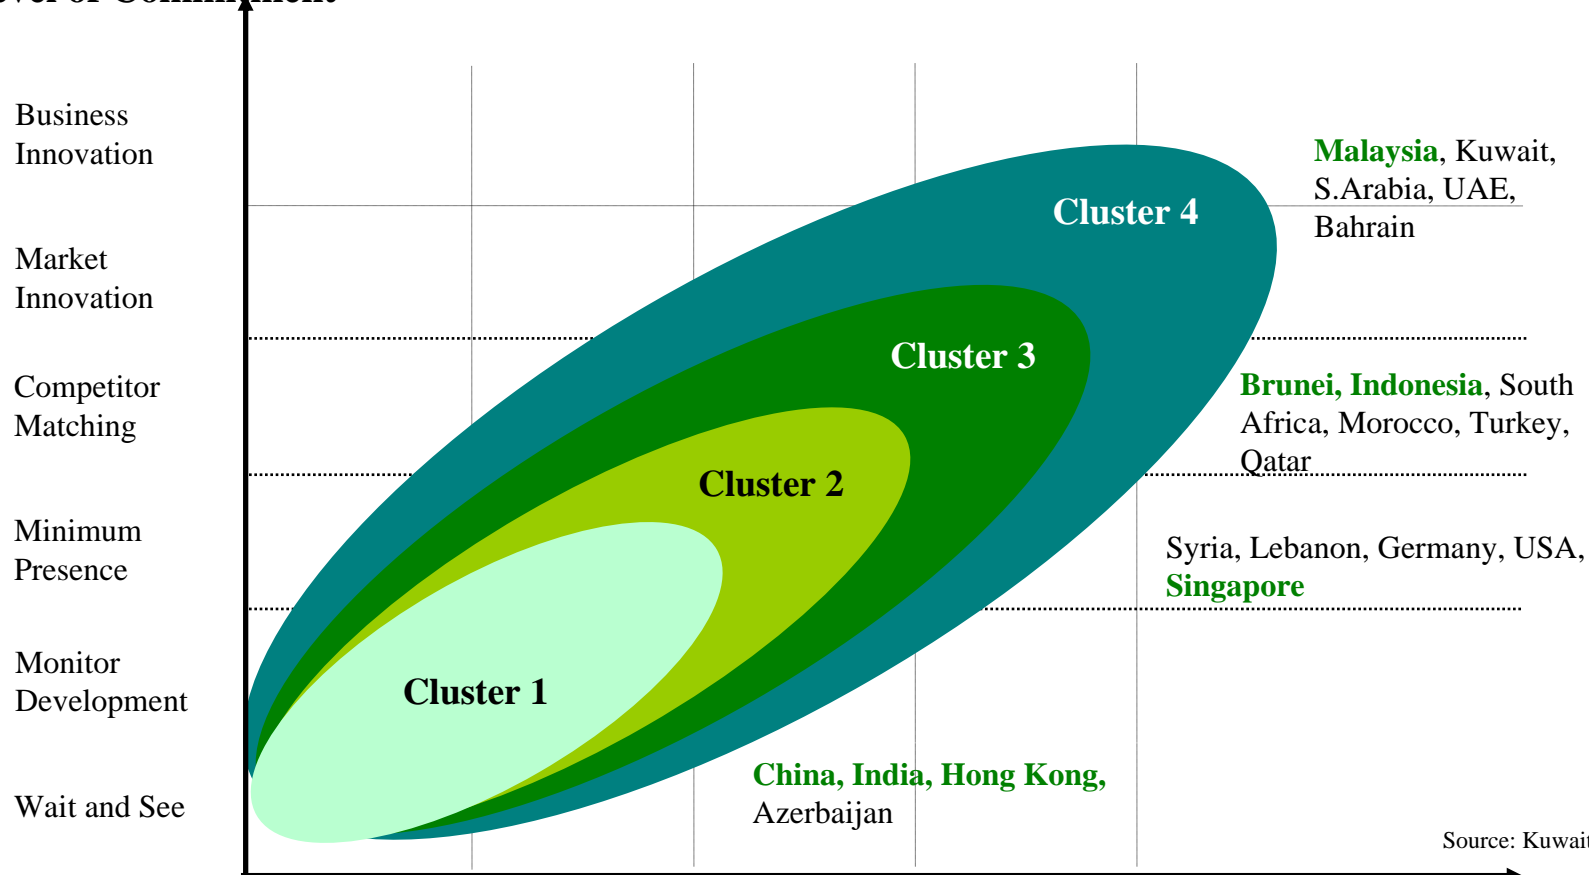 Business
Innovation
Market
Innovation
Competitor
Matching
Minimum
Presence
Monitor
Development
Wait and See
Cluster 4
Cluster 3
Cluster 2
Cluster 1
Malaysia, Kuwait,
S.Arabia, UAE,
Bahrain
Brunei, Indonesia, South
Africa, Morocco, Turkey,
Qatar
Syria, Lebanon, Germany, USA,
Singapore
China, India, Hong Kong,
Azerbaijan
Source: Kuwait